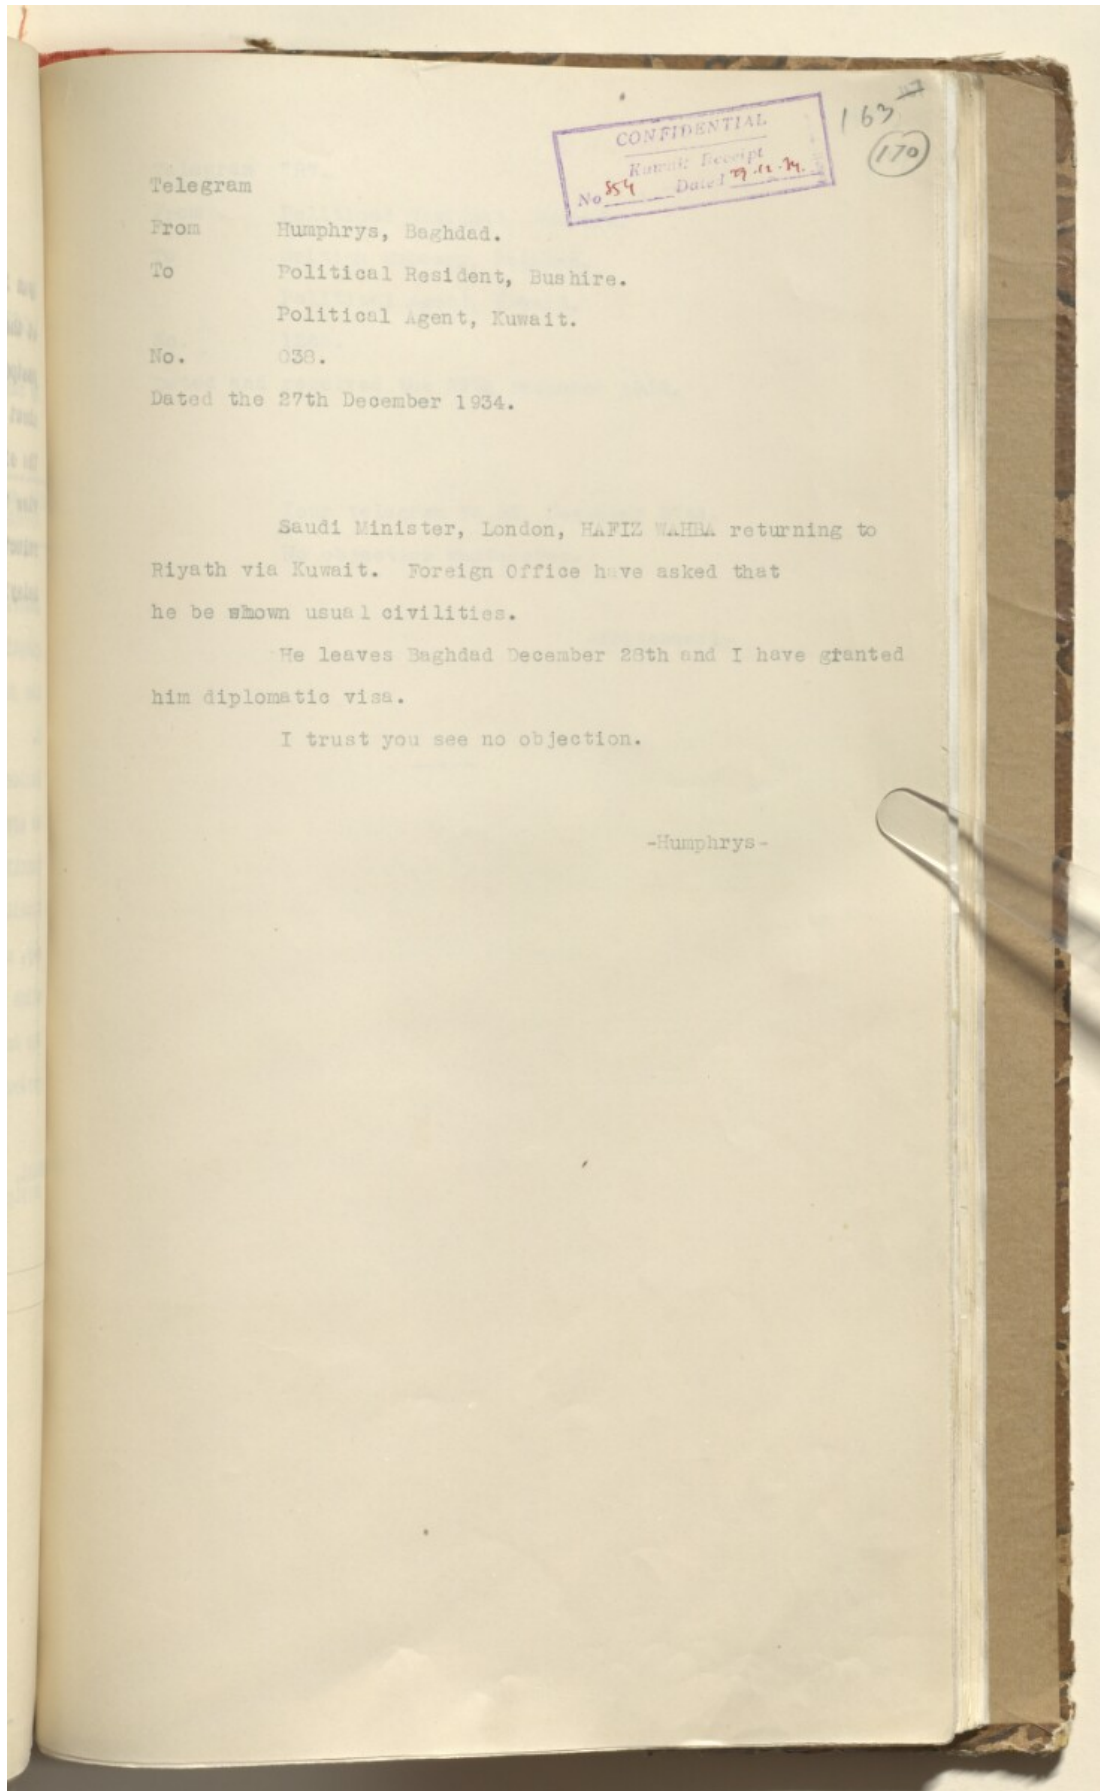 163
170
CONFIDENTIAL
Kuwait Receipt
No 854 Dated 29.12.34.
Telegram
From Humphrys, Baghdad.
To Political Resident, Bushire.
Political Agent, Kuwait.
No. 038.
Dated the 27th December 1934.
Saudi Minister, London, HAFIZ WAHBA returning to
Riyath via Kuwait. Foreign Office have asked that
he be shown usual civilities.
He leaves Baghdad December 28th and I have granted
him diplomatic visa.
I trust you see no objection.
-Humphrys-